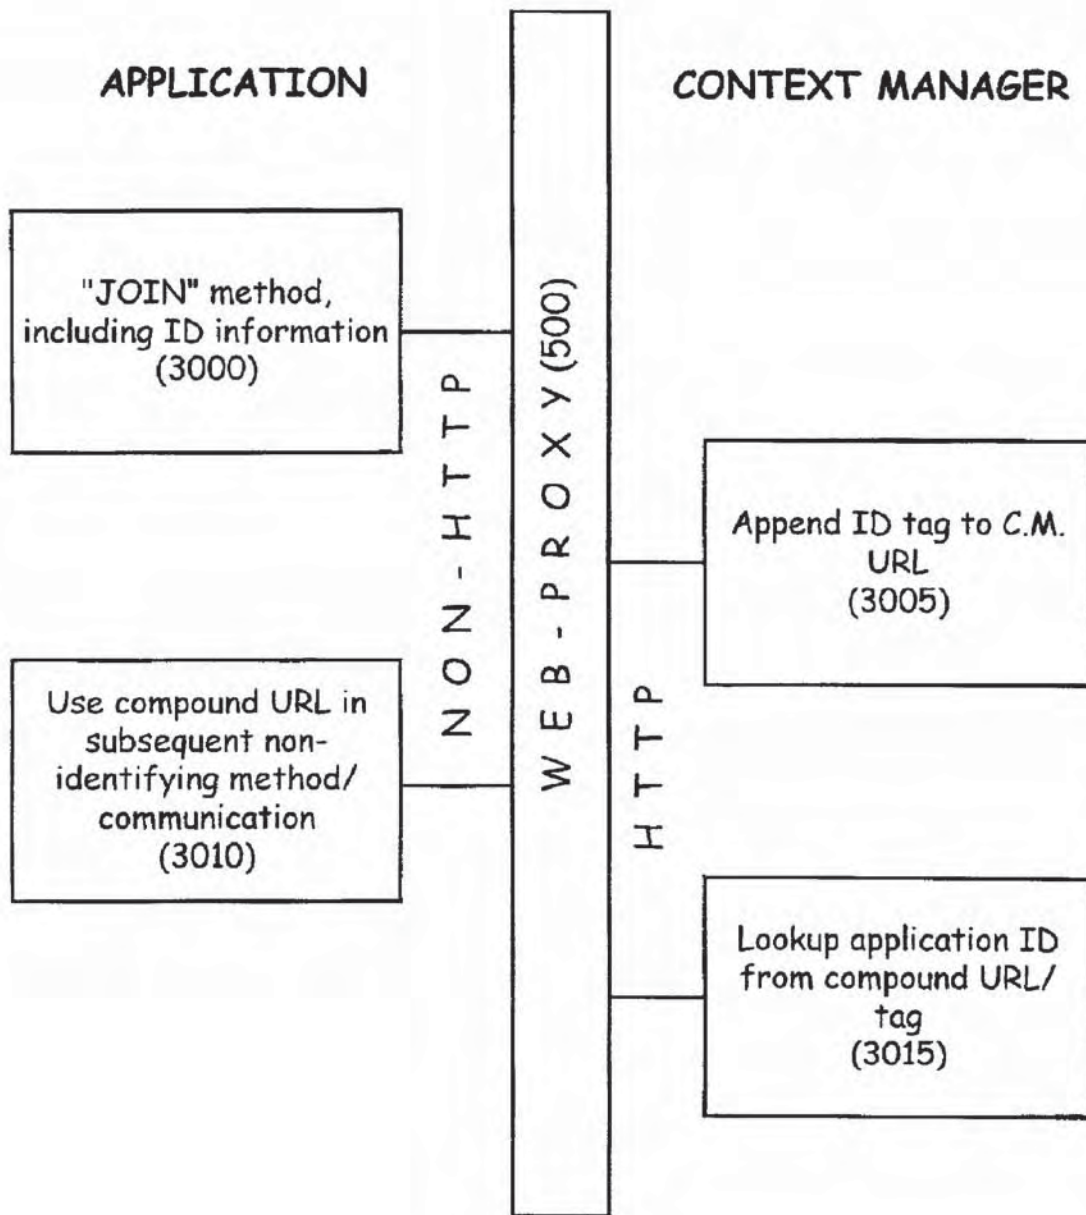 APPLICATION
CONTEXT MANAGER
"JOIN" method,
including ID information
(3000)
NON-HTTP
WEB-PROXY (500)
HTTP
Append ID tag to C.M.
URL
(3005)
Use compound URL in
subsequent non-
identifying method/
communication
(3010)
Lookup application ID
from compound URL/
tag
(3015)